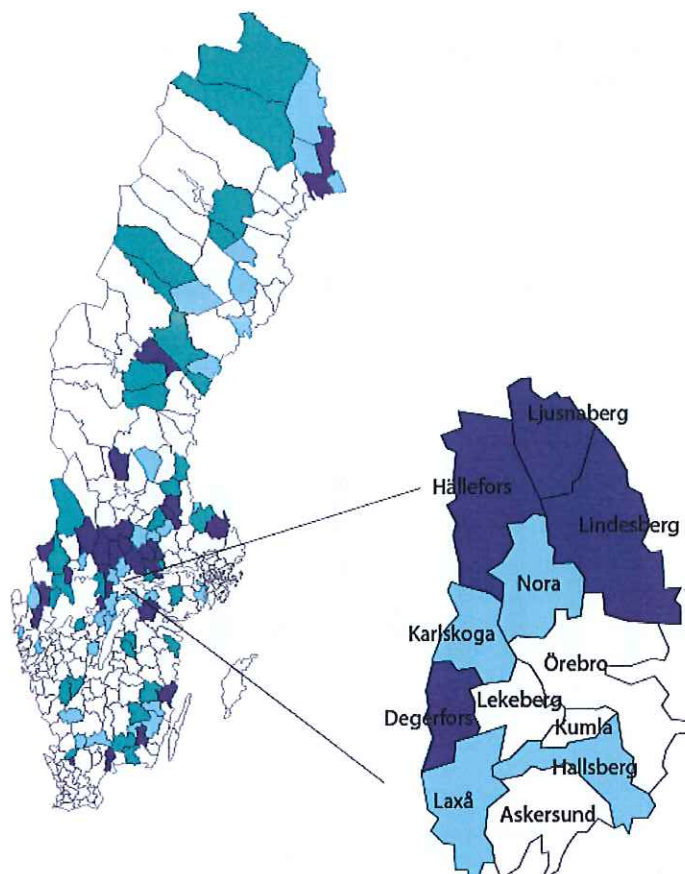 Ljusnaberg
Hällefors
Lindesberg
Nora
Karlskoga
Örebro
Lekeberg
Degerfors
Kumla
Hallsberg
Laxå
Askersund